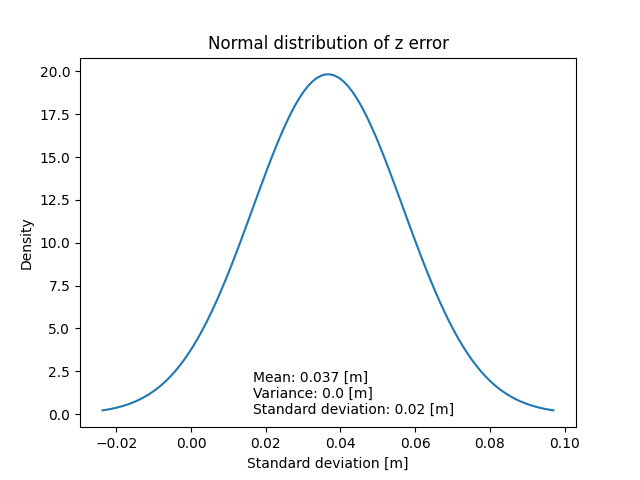 Normal distribution of z error
20.0
17.5
15.0
12.5
10.0
7.5
5.0
2.5
0.0
Density
Mean: 0.037 [m]
Variance: 0.0 [m]
Standard deviation: 0.02 [m]
−0.02 0.00 0.02 0.04 0.06 0.08 0.10
Standard deviation [m]